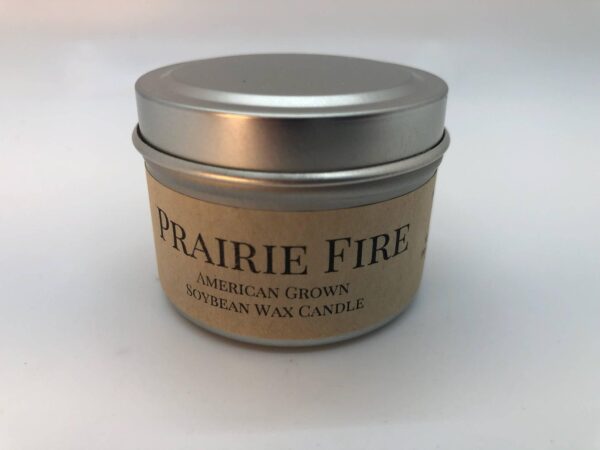 PRAIRIE FIRE
AMERICAN GROWN
SOYBEAN WAX CANDLE